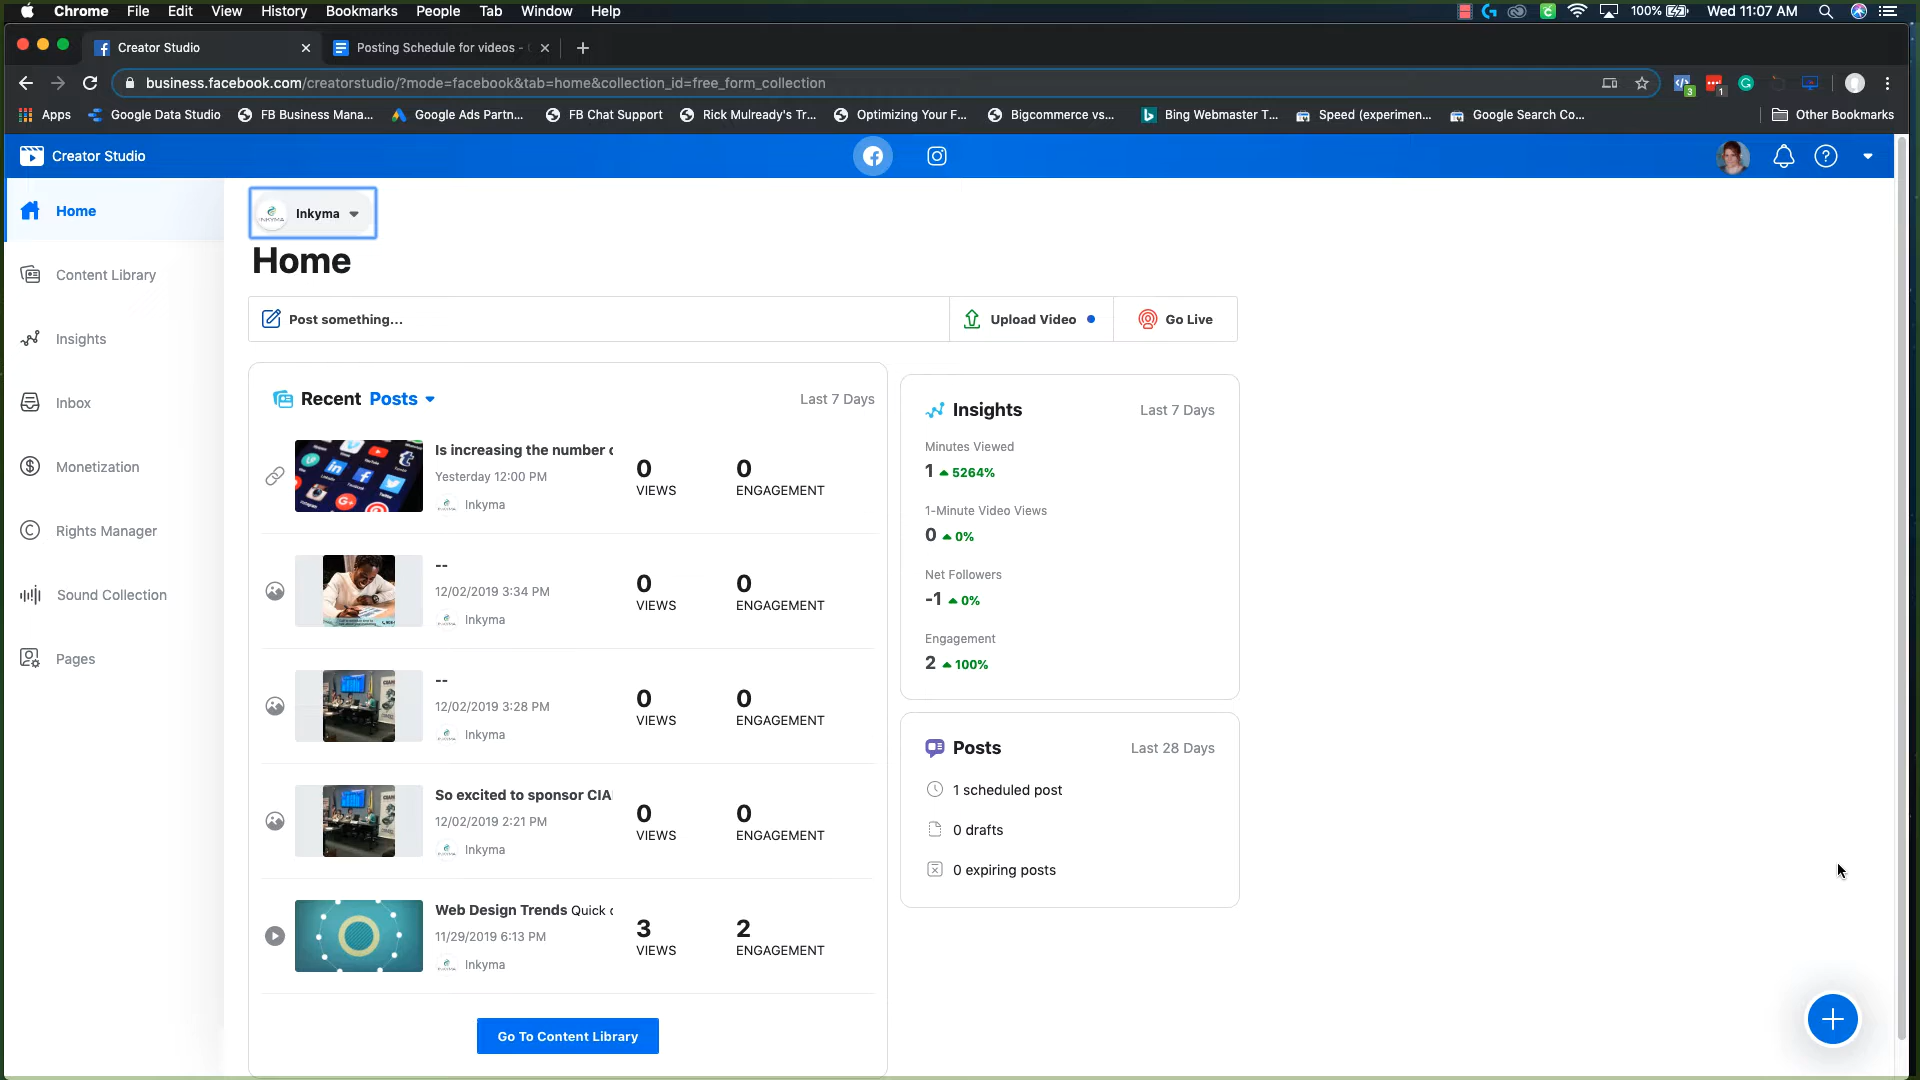 Chrome File Edit View History Bookmarks People Tab Window Help
100% Wed 11:07 AM
Creator Studio
Posting Schedule for videos -
business.facebook.com/creatorstudio/?mode=facebook&tab=home&collection_id=free_form_collection
3
1
Apps Google Data Studio FB Business Mana... Google Ads Partn... FB Chat Support Rick Mulready's Tr... Optimizing Your F... Bigcommerce vs... Bing Webmaster T... Speed (experimen... Google Search Co... Other Bookmarks
Creator Studio
Home
Content Library
Insights
Inbox
Monetization
Rights Manager
Sound Collection
Pages
INKYMA
Inkyma
Home
Post something...
Upload Video
Go Live
Recent Posts
Last 7 Days
Is increasing the number
Yesterday 12:00 PM
Inkyma
0 VIEWS
0 ENGAGEMENT
--
12/02/2019 3:34 PM
Inkyma
0 VIEWS
0 ENGAGEMENT
--
12/02/2019 3:28 PM
Inkyma
0 VIEWS
0 ENGAGEMENT
So excited to sponsor CIA
12/02/2019 2:21 PM
Inkyma
0 VIEWS
0 ENGAGEMENT
Web Design Trends Quick
11/29/2019 6:13 PM
Inkyma
3 VIEWS
2 ENGAGEMENT
Go To Content Library
Insights
Last 7 Days
Minutes Viewed
1 5264%
1-Minute Video Views
0 0%
Net Followers
-1 0%
Engagement
2 100%
Posts
Last 28 Days
1 scheduled post
0 drafts
0 expiring posts